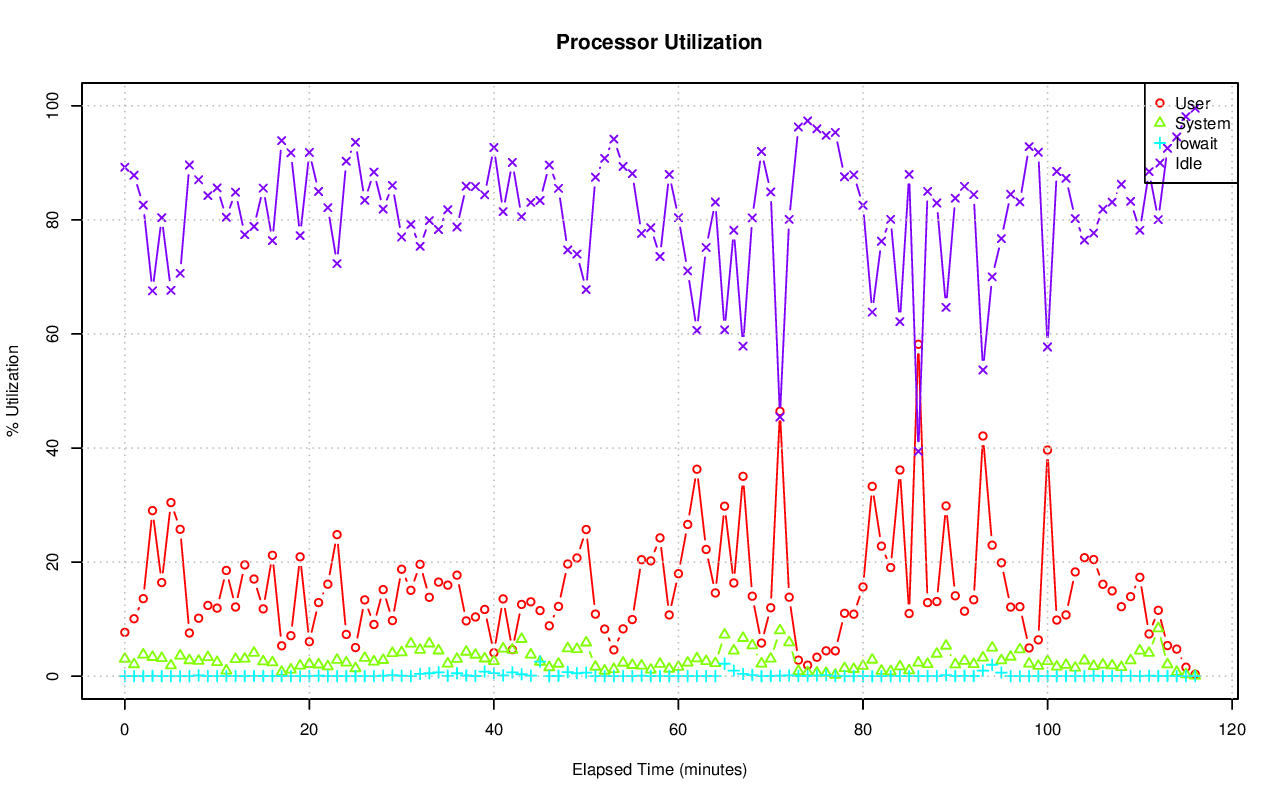 Processor Utilization
% Utilization
100
80
60
40
20
0
User
System
Iowait
Idle
0 20 40 60 80 100 120
Elapsed Time (minutes)